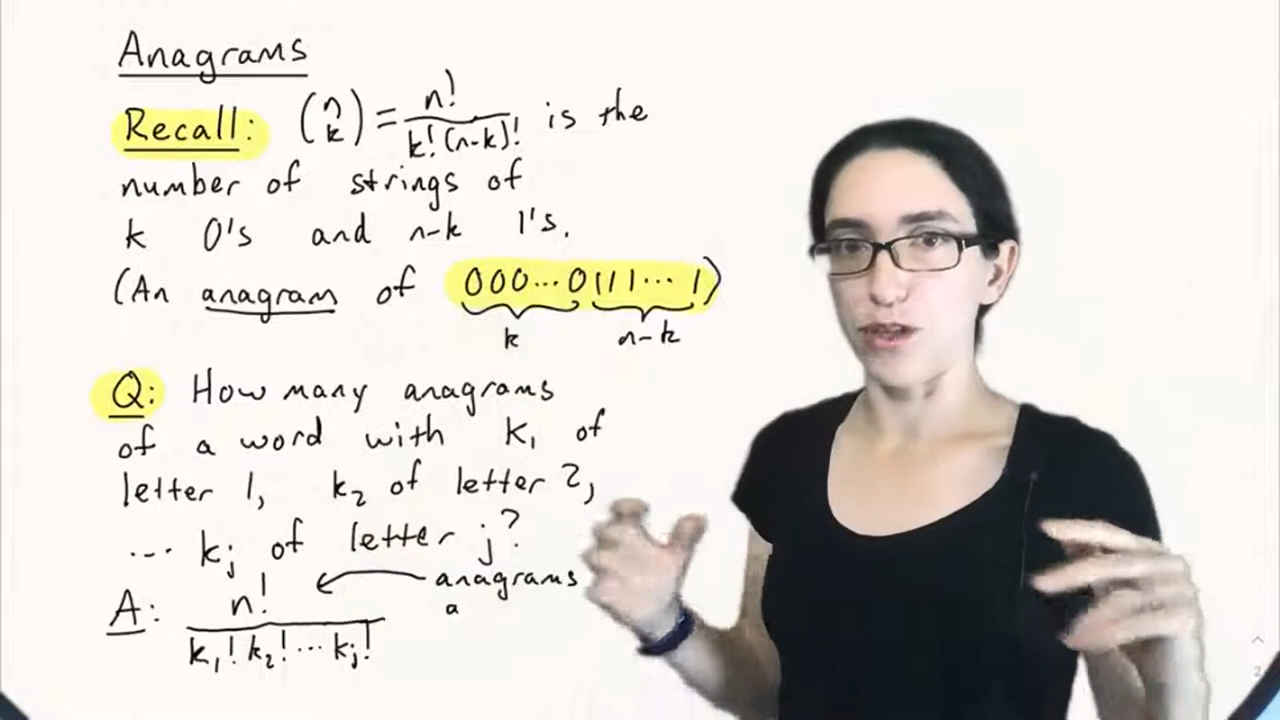 Anagrams
Recall: (n k) = n! / k!(n-k)! is the
number of strings of
k 0's and n-k 1's.
(An anagram of 000...0111...1)
k n-k
Q: How many anagrams
of a word with k₁ of
letter 1, k₂ of letter 2,
... kⱼ of letter j?
A: n! / k₁! k₂! ... kⱼ! ← anagrams
a
2